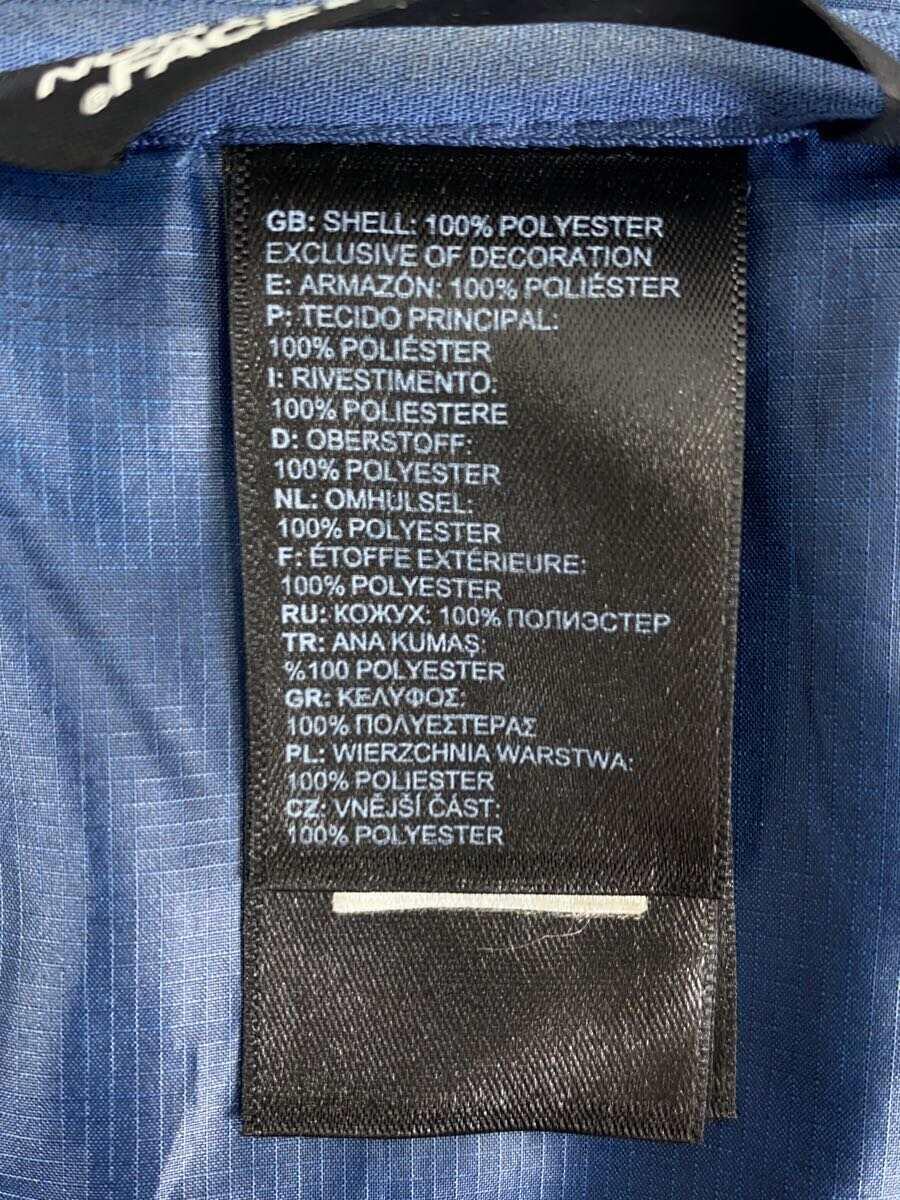 FACE
GB: SHELL: 100% POLYESTER
EXCLUSIVE OF DECORATION
E: ARMAZÓN: 100% POLIÉSTER
P: TECIDO PRINCIPAL:
100% POLIÉSTER
I: RIVESTIMENTO:
100% POLIESTERE
D: OBERSTOFF:
100% POLYESTER
NL: OMHULSEL:
100% POLYESTER
F: ÉTOFFE EXTÉRIEURE:
100% POLYESTER
RU: КОЖУХ: 100% ПОЛИЭСТЕР
TR: ANA KUMAŞ:
%100 POLYESTER
GR: ΚΕΛΥΦΟΣ:
100% ΠΟΛΥΕΣΤΕΡΑΣ
PL: WIERZCHNIA WARSTWA:
100% POLIESTER
CZ: VNĚJŠÍ ČÁST:
100% POLYESTER